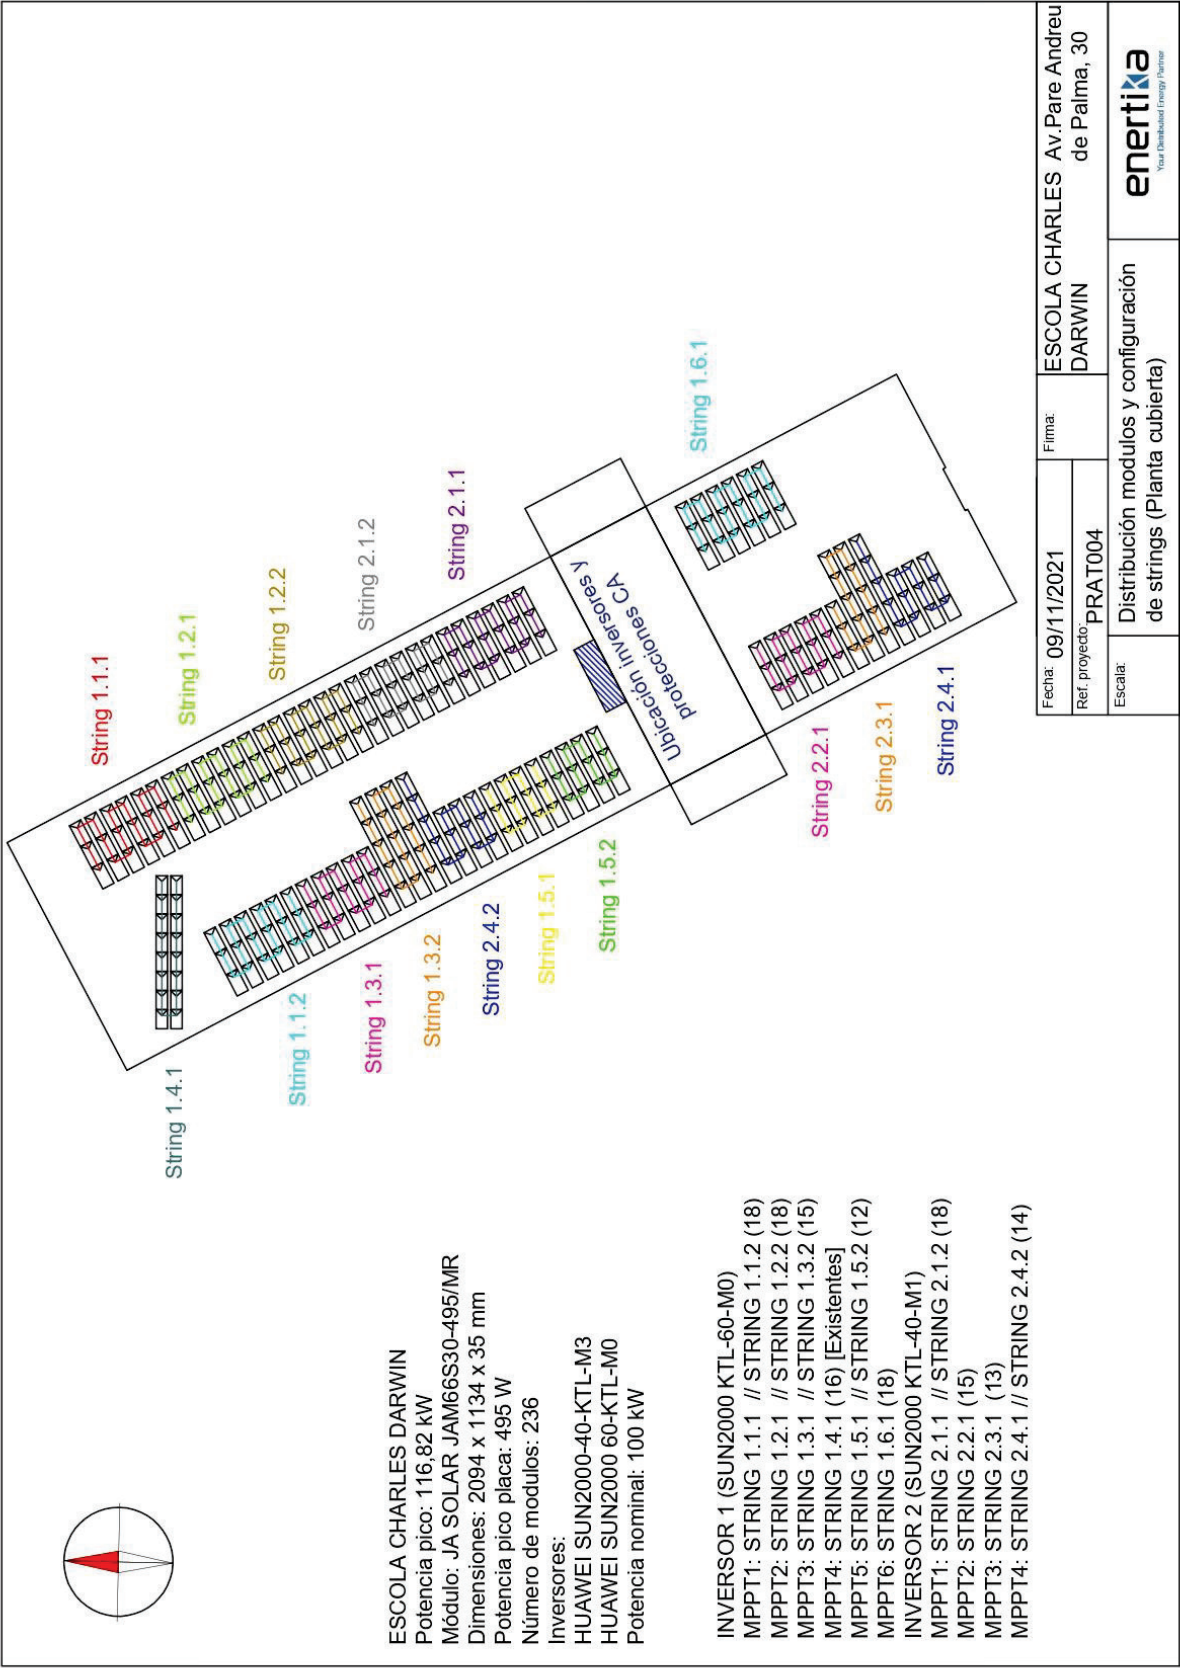 ESCOLA CHARLES DARWIN
Potencia pico: 116,82 kW
Módulo: JA SOLAR JAM66S30-495/MR
Dimensiones: 2094 x 1134 x 35 mm
Potencia pico placa: 495 W
Número de modulos: 236
Inversores:
HUAWEI SUN2000-40-KTL-M3
HUAWEI SUN2000 60-KTL-M0
Potencia nominal: 100 kW
INVERSOR 1 (SUN2000 KTL-60-M0)
MPPT1: STRING 1.1.1 // STRING 1.1.2 (18)
MPPT2: STRING 1.2.1 // STRING 1.2.2 (18)
MPPT3: STRING 1.3.1 // STRING 1.3.2 (15)
MPPT4: STRING 1.4.1 (16) [Existentes]
MPPT5: STRING 1.5.1 // STRING 1.5.2 (12)
MPPT6: STRING 1.6.1 (18)
INVERSOR 2 (SUN2000 KTL-40-M1)
MPPT1: STRING 2.1.1 // STRING 2.1.2 (18)
MPPT2: STRING 2.2.1 (15)
MPPT3: STRING 2.3.1 (13)
MPPT4: STRING 2.4.1 // STRING 2.4.2 (14)
String 1.4.1
String 1.1.2
String 1.3.1
String 1.3.2
String 2.4.2
String 1.5.1
String 1.5.2
String 1.1.1
String 1.2.1
String 1.2.2
String 2.1.2
String 2.1.1
Ubicación Inversores y
protecciones CA
String 2.2.1
String 2.3.1
String 2.4.1
String 1.6.1
Fecha: 09/11/2021
Ref. proyecto: PRAT004
Firma:
ESCOLA CHARLES DARWIN
Av.Pare Andreu de Palma, 30
Escala:
Distribución modulos y configuración
de strings (Planta cubierta)
enertika
Your Distributed Energy Partner